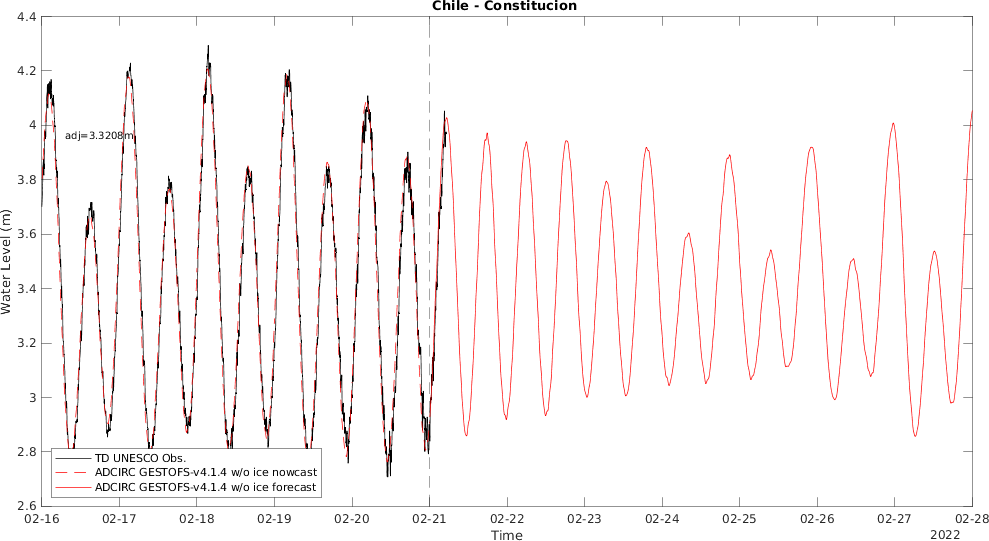 Chile - Constitucion
4.4
4.2
4
3.8
3.6
3.4
3.2
3
2.8
2.6
Water Level (m)
adj=3.3208m
TD UNESCO Obs.
ADCIRC GESTOFS-v4.1.4 w/o ice nowcast
ADCIRC GESTOFS-v4.1.4 w/o ice forecast
02-16 02-17 02-18 02-19 02-20 02-21 02-22 02-23 02-24 02-25 02-26 02-27 02-28
Time
2022